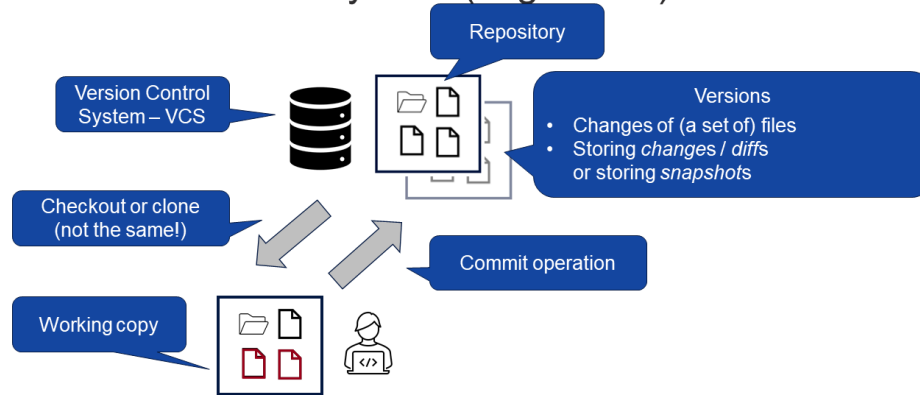 Repository
Version Control
System – VCS
Versions
• Changes of (a set of) files
• Storing changes / diffs
or storing snapshots
Checkout or clone
(not the same!)
Commit operation
Working copy
</>